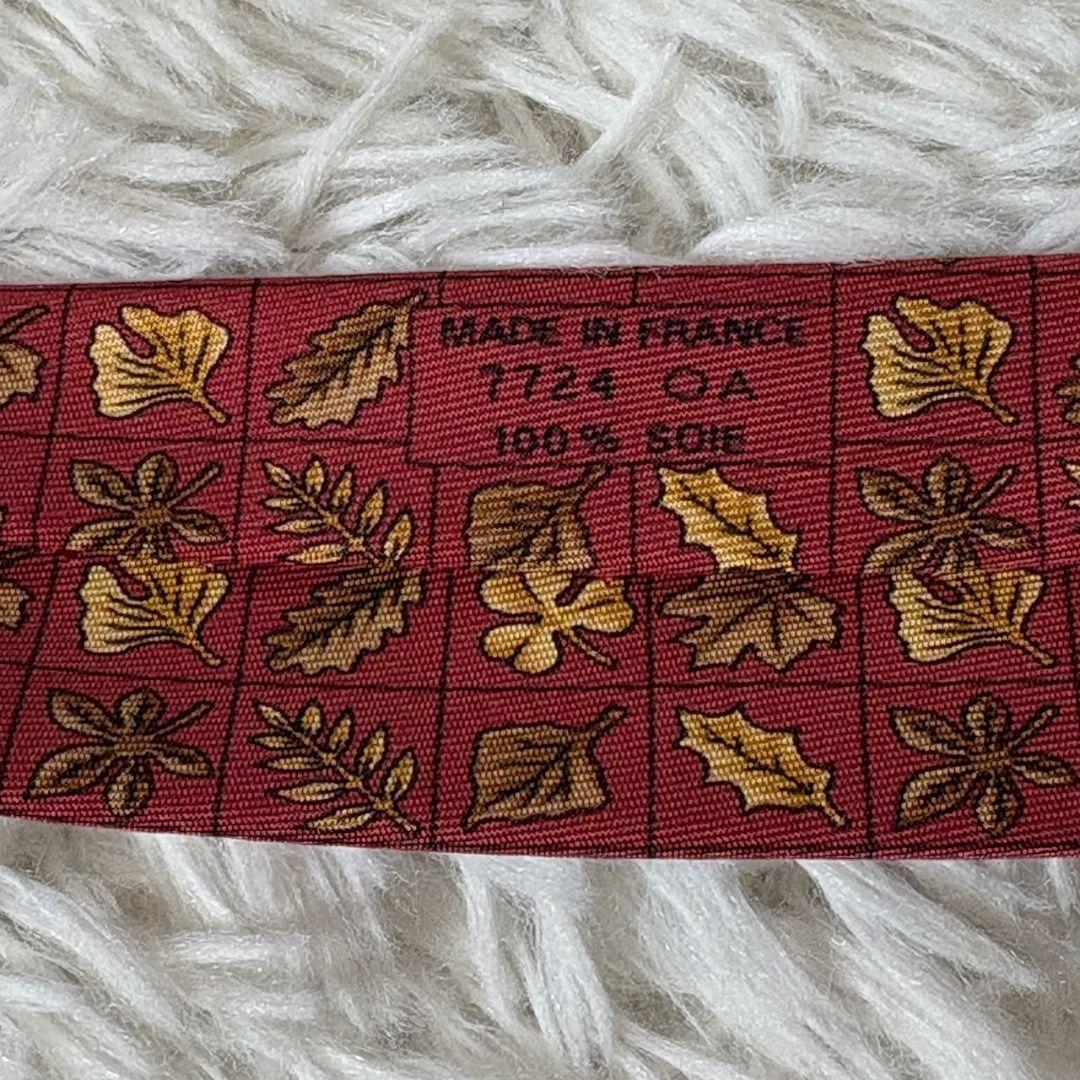 MADE IN FRANCE
7724 OA
100% SOIE